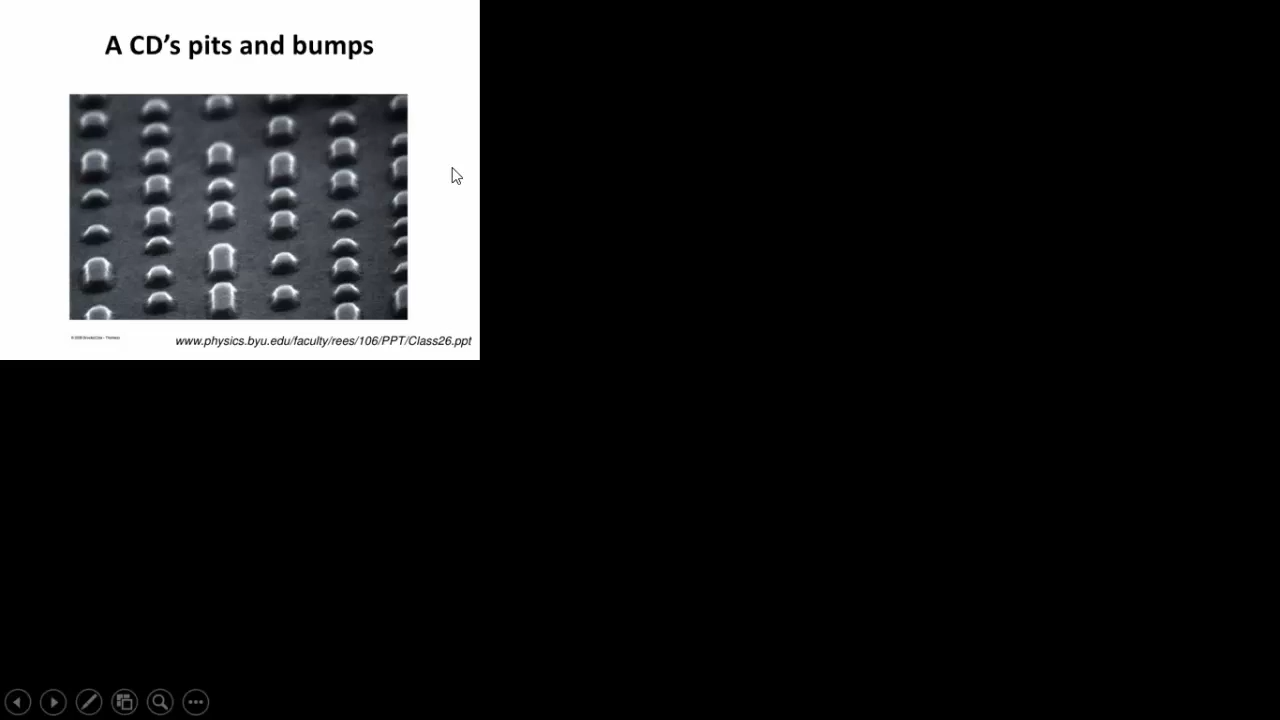 A CD's pits and bumps
www.physics.byu.edu/faculty/rees/106/PPT/Class26.ppt